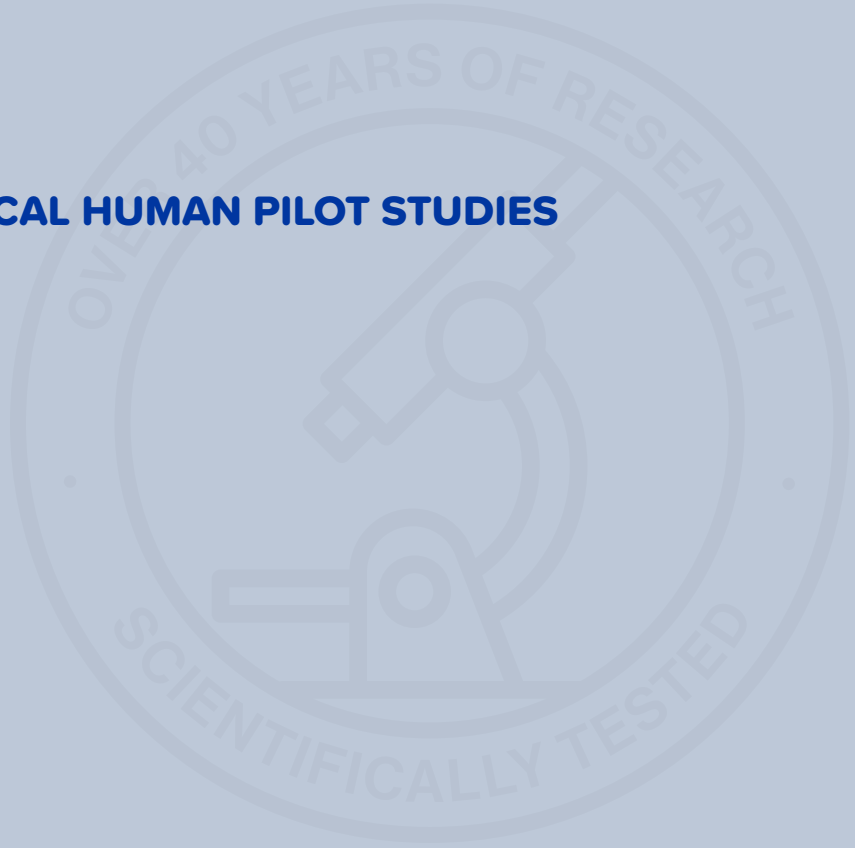 OVER 40 YEARS OF RESEARCH
CAL HUMAN PILOT STUDIES
SCIENTIFICALLY TESTED